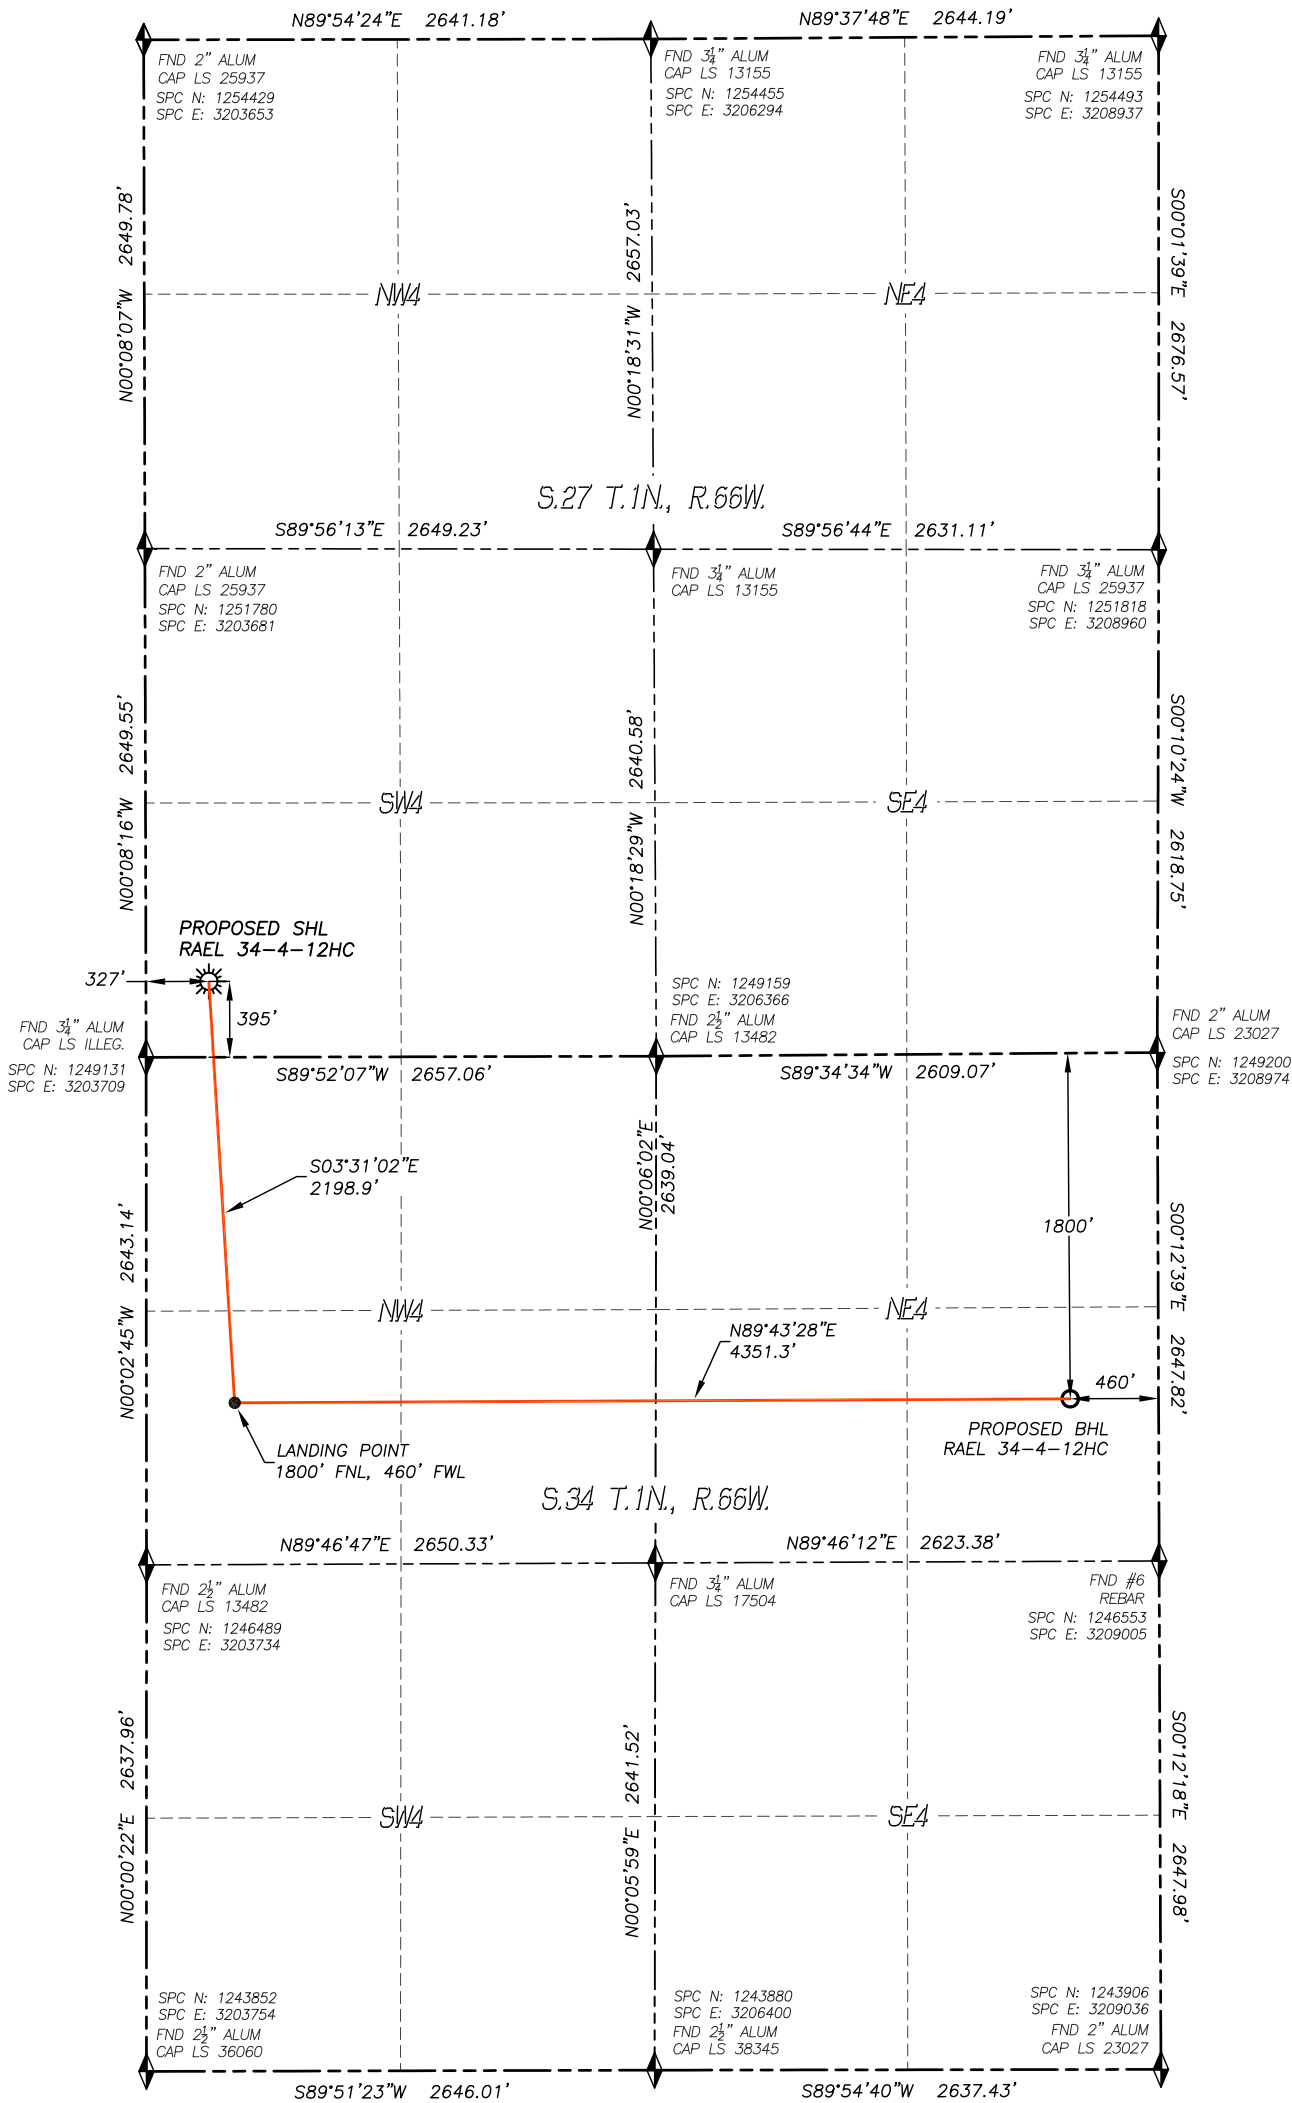 N89°54'24"E 2641.18'
N89°37'48"E 2644.19'
FND 2" ALUM
CAP LS 25937
SPC N: 1254429
SPC E: 3203653
FND 3¼" ALUM
CAP LS 13155
SPC N: 1254455
SPC E: 3206294
FND 3¼" ALUM
CAP LS 13155
SPC N: 1254493
SPC E: 3208937
N00°08'07"W 2649.78'
N00°18'31"W 2657.03'
S00°01'39"E 2676.57'
NW4
NE4
S.27 T.1N., R.66W.
S89°56'13"E 2649.23'
S89°56'44"E 2631.11'
FND 2" ALUM
CAP LS 25937
SPC N: 1251780
SPC E: 3203681
FND 3¼" ALUM
CAP LS 13155
FND 3¼" ALUM
CAP LS 25937
SPC N: 1251818
SPC E: 3208960
N00°08'16"W 2649.55'
N00°18'29"W 2640.58'
S00°10'24"W 2618.75'
SW4
SE4
PROPOSED SHL
RAEL 34-4-12HC
327'
395'
FND 3¼" ALUM
CAP LS ILLEG.
SPC N: 1249131
SPC E: 3203709
SPC N: 1249159
SPC E: 3206366
FND 2½" ALUM
CAP LS 13482
FND 2" ALUM
CAP LS 23027
SPC N: 1249200
SPC E: 3208974
S89°52'07"W 2657.06'
S89°34'34"W 2609.07'
S03°31'02"E
2198.9'
N00°06'02"E
2639.04'
1800'
N00°02'45"W 2643.14'
S00°12'39"E 2647.82'
NW4
NE4
N89°43'28"E
4351.3'
460'
PROPOSED BHL
RAEL 34-4-12HC
LANDING POINT
1800' FNL, 460' FWL
S.34 T.1N., R.66W.
N89°46'47"E 2650.33'
N89°46'12"E 2623.38'
FND 2½" ALUM
CAP LS 13482
SPC N: 1246489
SPC E: 3203734
FND 3¼" ALUM
CAP LS 17504
FND #6
REBAR
SPC N: 1246553
SPC E: 3209005
N00°00'22"E 2637.96'
N00°05'59"E 2641.52'
S00°12'18"E 2647.98'
SW4
SE4
SPC N: 1243852
SPC E: 3203754
FND 2½" ALUM
CAP LS 36060
SPC N: 1243880
SPC E: 3206400
FND 2½" ALUM
CAP LS 38345
SPC N: 1243906
SPC E: 3209036
FND 2" ALUM
CAP LS 23027
S89°51'23"W 2646.01'
S89°54'40"W 2637.43'